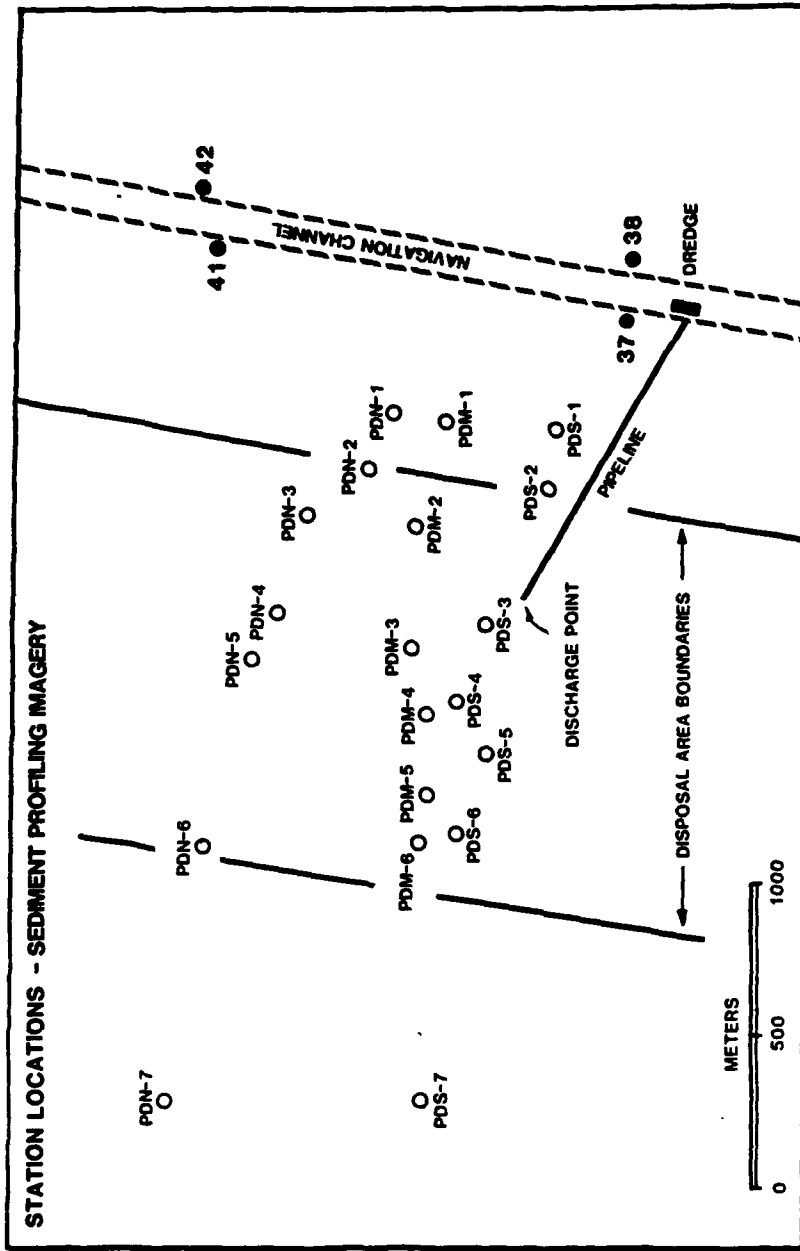 STATION LOCATIONS - SEDIMENT PROFILING IMAGERY
PDN-7
PDN-6
PDN-5
PDN-4
PDN-3
PDN-2
PDN-1
41
42
NAVIGATION CHANNEL
PDS-7
PDM-6
PDM-5
PDM-4
PDM-3
PDM-2
PDM-1
PDS-6
PDS-5
PDS-4
PDS-3
PDS-2
PDS-1
37
38
DREDGE
PIPELINE
DISCHARGE POINT
DISPOSAL AREA BOUNDARIES
METERS
0 500 1000